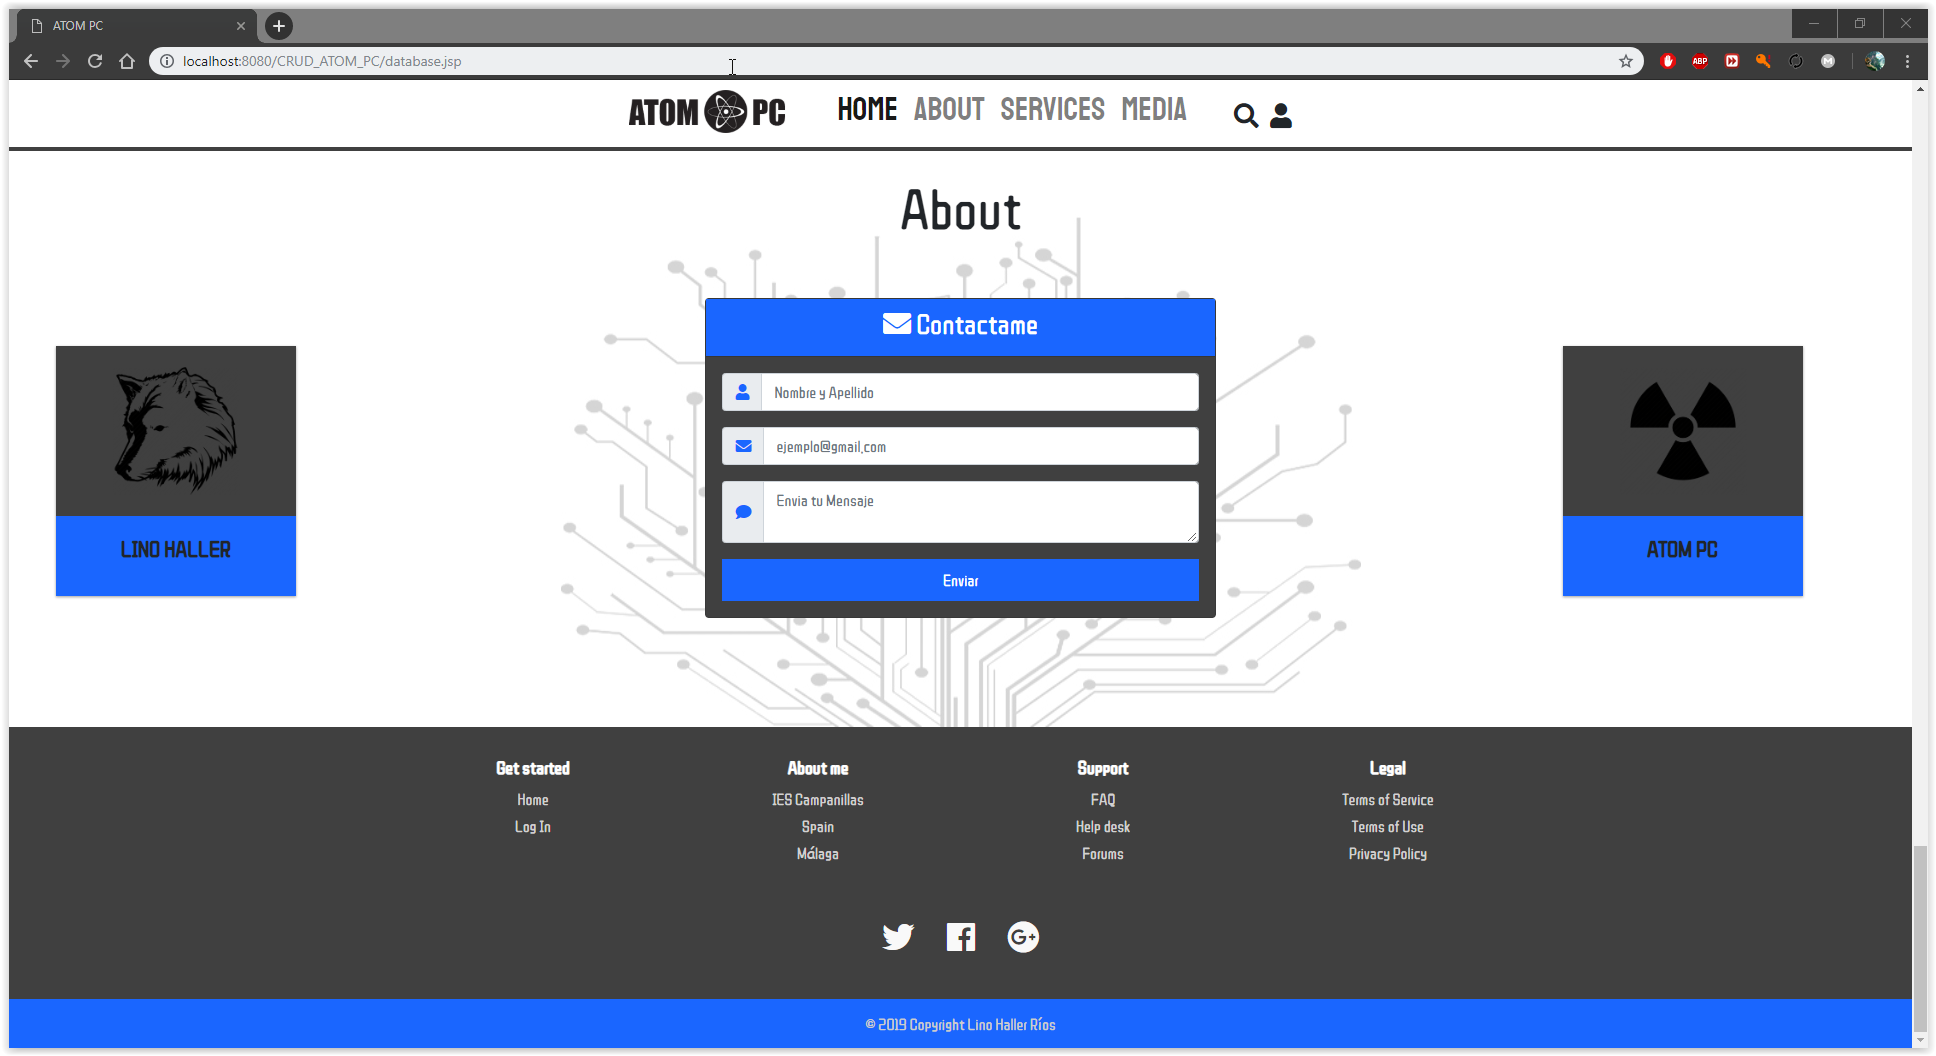 ATOM PC
localhost:8080/CRUD_ATOM_PC/database.jsp
ABP
M
ATOM PC
HOME ABOUT SERVICES MEDIA
About
Contactame
Nombre y Apellido
ejemplo@gmail.com
Envia tu Mensaje
Enviar
LINO HALLER
ATOM PC
Get started
Home
Log In
About me
IES Campanillas
Spain
Málaga
Support
FAQ
Help desk
Forums
Legal
Terms of Service
Terms of Use
Privacy Policy
G+
© 2019 Copyright Lino Haller Ríos